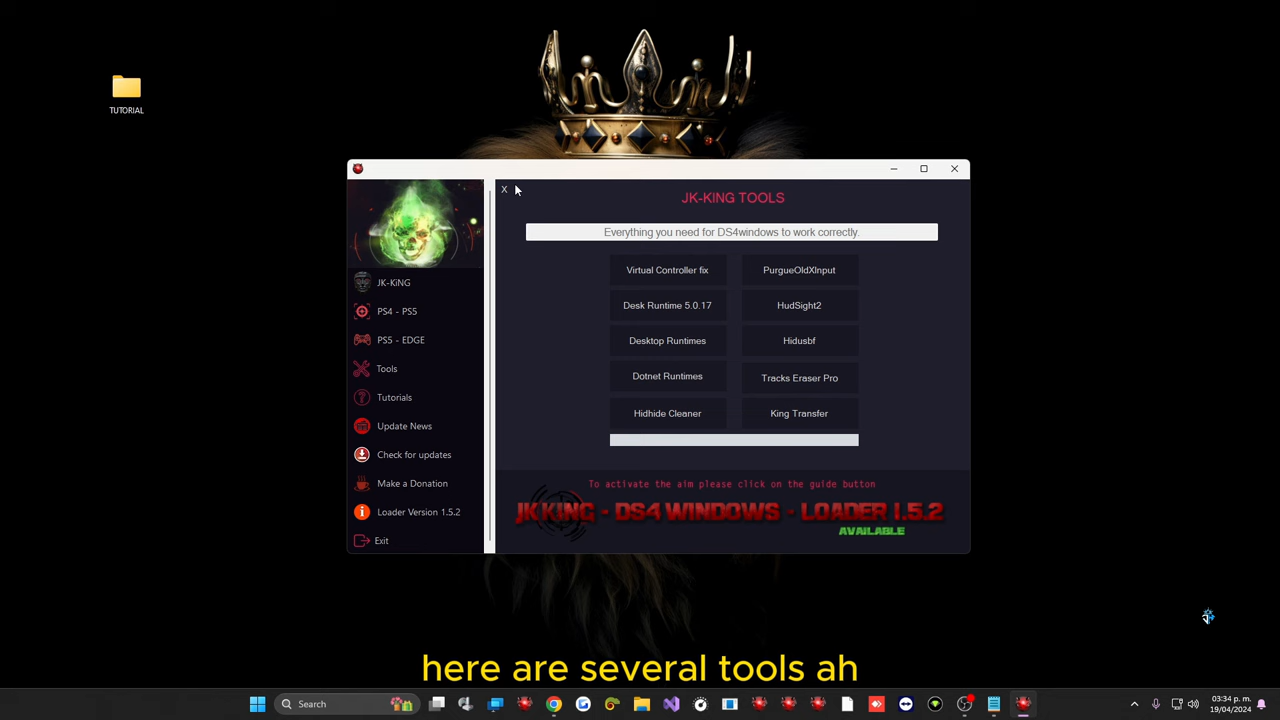 TUTORIAL
X
JK-KING TOOLS
Everything you need for DS4windows to work correctly.
Virtual Controller fix
PurgueOldXInput
Desk Runtime 5.0.17
HudSight2
Desktop Runtimes
Hidusbf
Dotnet Runtimes
Tracks Eraser Pro
Hidhide Cleaner
King Transfer
JK-KiNG
PS4 - PS5
PS5 - EDGE
Tools
Tutorials
Update News
Check for updates
Make a Donation
Loader Version 1.5.2
Exit
To activate the aim please click on the guide button
JK KING - DS4 WINDOWS - LOADER 1.5.2
AVAILABLE
here are several tools ah
Search
03:34 p. m.
19/04/2024